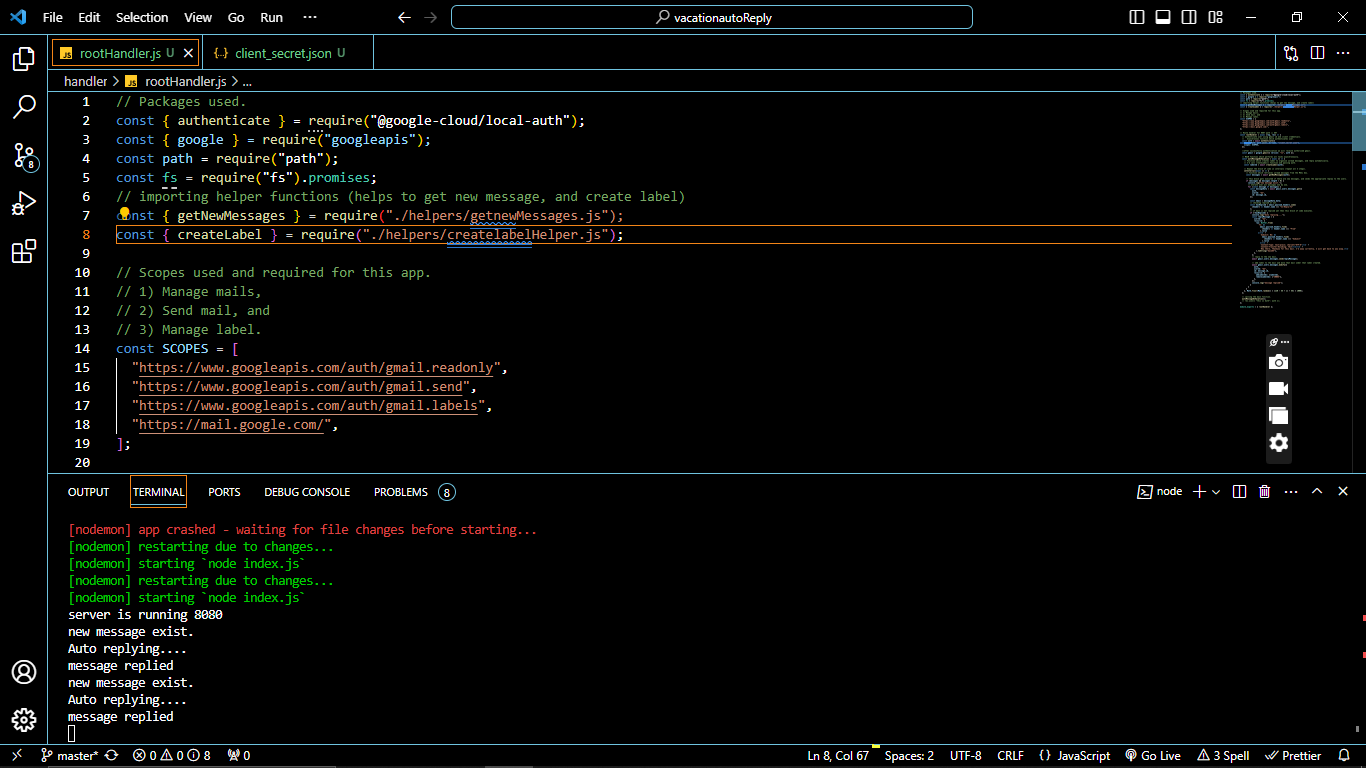 File Edit Selection View Go Run ··· vacationautoReply
rootHandler.js U {..} client_secret.json U
handler > rootHandler.js > ...
1 // Packages used.
2 const { authenticate } = require("@google-cloud/local-auth");
3 const { google } = require("googleapis");
4 const path = require("path");
5 const fs = require("fs").promises;
6 // importing helper functions (helps to get new message, and create label)
7 const { getNewMessages } = require("./helpers/getnewMessages.js");
8 const { createLabel } = require("./helpers/createlabelHelper.js");
9
10 // Scopes used and required for this app.
11 // 1) Manage mails,
12 // 2) Send mail, and
13 // 3) Manage label.
14 const SCOPES = [
15 "https://www.googleapis.com/auth/gmail.readonly",
16 "https://www.googleapis.com/auth/gmail.send",
17 "https://www.googleapis.com/auth/gmail.labels",
18 "https://mail.google.com/",
19 ];
20
OUTPUT TERMINAL PORTS DEBUG CONSOLE PROBLEMS 8 node
[nodemon] app crashed - waiting for file changes before starting...
[nodemon] restarting due to changes...
[nodemon] starting `node index.js`
[nodemon] restarting due to changes...
[nodemon] starting `node index.js`
server is running 8080
new message exist.
Auto replying....
message replied
new message exist.
Auto replying....
message replied
8
master* 0 0 8 0 Ln 8, Col 67 Spaces: 2 UTF-8 CRLF {} JavaScript Go Live 3 Spell Prettier